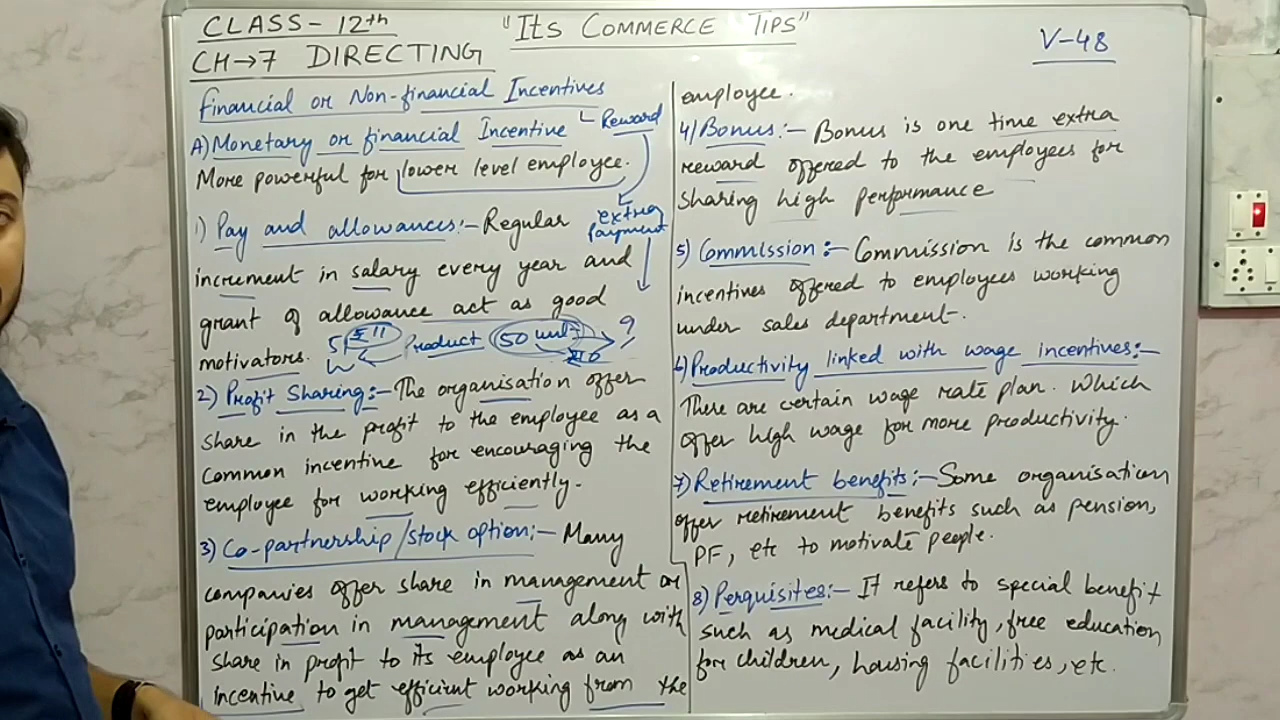 CLASS- 12th
"Its COMMERCE TIPS"
V-48
CH→7 DIRECTING
financial or Non-financial Incentives
Reward
A) Monetary or financial Incentive
More powerful for lower level employee.
extra
payment
1) Pay and allowances:- Regular
increment in salary every year and
grant of allowance act as good
motivators.
Product 50 unit 9
2) Profit Sharing:- The organisation offer
share in the profit to the employee as a
common incentive for encouraging the
employee for working efficiently.
3) Co-partnership/stock option:- Many
companies offer share in management or
participation in management along with
share in profit to its employee as an
incentive to get efficient working from the
employee.
4) Bonus:- Bonus is one time extra
reward offered to the employees for
sharing high performance
5) Commission:- Commission is the common
incentives offered to employees working
under sales department.
6) Productivity linked with wage incentives:-
There are certain wage rate plan. Which
offer high wage for more productivity.
7) Retirement benefits:- Some organisation
offer retirement benefits such as pension,
PF, etc to motivate people.
8) Perquisites:- It refers to special benefit
such as medical facility, free education
for children, housing facilities, etc.